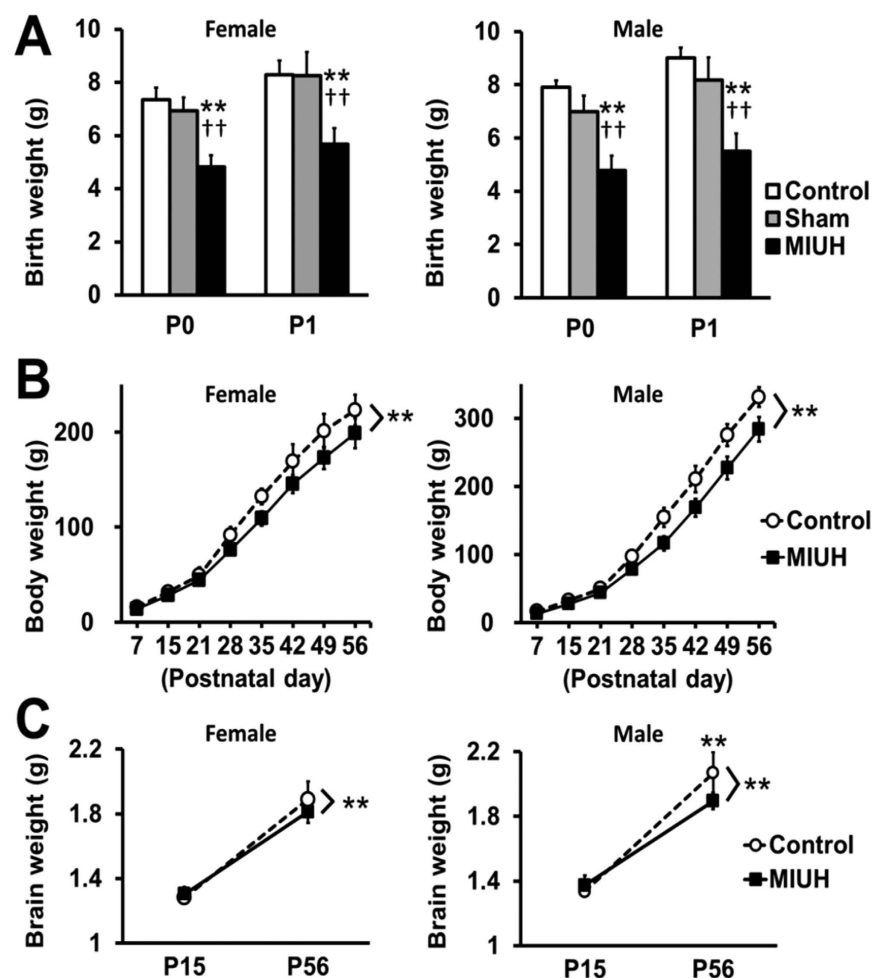 A
Female
Male
Birth weight (g)
10
8
6
4
2
0
**
††
**
††
P0
P1
Birth weight (g)
10
8
6
4
2
0
**
††
**
††
P0
P1
Control
Sham
MIUH
B
Female
Male
Body weight (g)
200
100
0
**
7 15 21 28 35 42 49 56
(Postnatal day)
Body weight (g)
300
200
100
0
**
7 15 21 28 35 42 49 56
(Postnatal day)
Control
MIUH
C
Female
Male
Brain weight (g)
2.2
1.8
1.4
1
**
P15
P56
Brain weight (g)
2.2
1.8
1.4
1
**
**
P15
P56
Control
MIUH